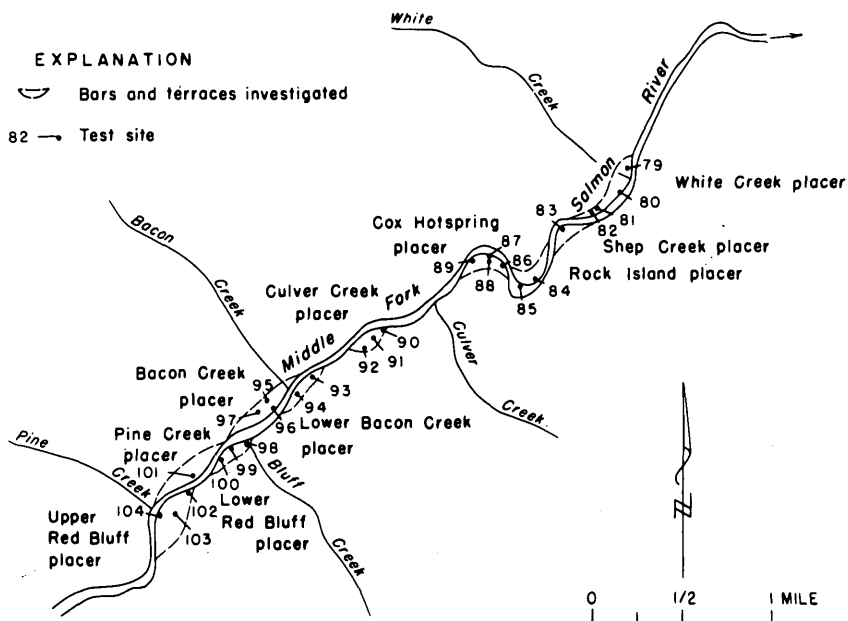 EXPLANATION
Bars and terraces investigated
82 Test site
White
Creek
River
Salmon
79
White Creek placer
80
81
82
83
Shep Creek placer
Rock Island placer
84
85
Cox Hotspring
placer
87
86
88
89
Culver Creek
placer
Fork
Middle
Culver
Creek
90
91
92
93
94
Bacon
Creek
Bacon Creek
placer
95
97
96
Lower Bacon Creek
placer
98
99
100
Pine Creek
placer
101
Pine
Creek
104
102
103
Upper
Red Bluff
placer
Lower
Red Bluff
placer
Bluff
Creek
N
0 1/2 1 MILE